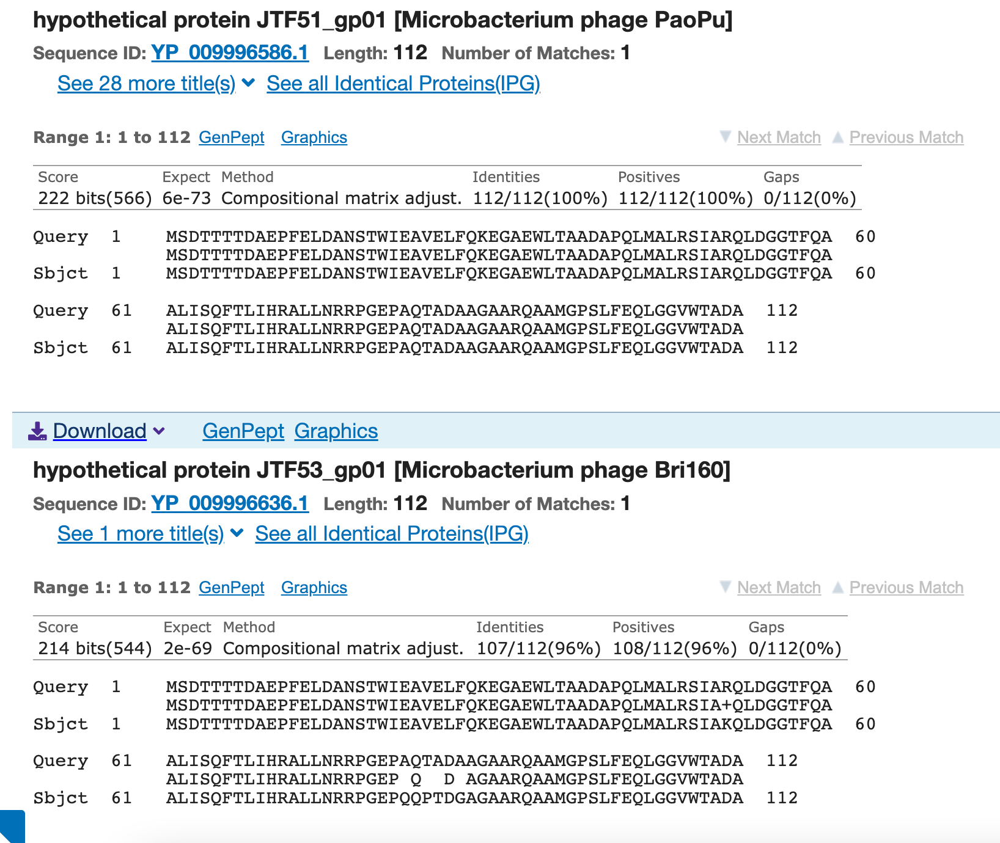 hypothetical protein JTF51_gp01 [Microbacterium phage PaoPu]
Sequence ID: YP_009996586.1 Length: 112 Number of Matches: 1
See 28 more title(s) See all Identical Proteins(IPG)
Range 1: 1 to 112 GenPept Graphics Next Match Previous Match
Score Expect Method Identities Positives Gaps
222 bits(566) 6e-73 Compositional matrix adjust. 112/112(100%) 112/112(100%) 0/112(0%)
Query 1 MSDTTTTDAEPFELDANSTWIEAVELFQKEGAEWLTAADAPQLMALRSIARQLDGGTFQA 60
MSDTTTTDAEPFELDANSTWIEAVELFQKEGAEWLTAADAPQLMALRSIARQLDGGTFQA
Sbjct 1 MSDTTTTDAEPFELDANSTWIEAVELFQKEGAEWLTAADAPQLMALRSIARQLDGGTFQA 60
Query 61 ALISQFTLIHRALLNRRPGEPAQTADAAGAARQAAMGPSLFEQLGGVWTADA 112
ALISQFTLIHRALLNRRPGEPAQTADAAGAARQAAMGPSLFEQLGGVWTADA
Sbjct 61 ALISQFTLIHRALLNRRPGEPAQTADAAGAARQAAMGPSLFEQLGGVWTADA 112
Download GenPept Graphics
hypothetical protein JTF53_gp01 [Microbacterium phage Bri160]
Sequence ID: YP_009996636.1 Length: 112 Number of Matches: 1
See 1 more title(s) See all Identical Proteins(IPG)
Range 1: 1 to 112 GenPept Graphics Next Match Previous Match
Score Expect Method Identities Positives Gaps
214 bits(544) 2e-69 Compositional matrix adjust. 107/112(96%) 108/112(96%) 0/112(0%)
Query 1 MSDTTTTDAEPFELDANSTWIEAVELFQKEGAEWLTAADAPQLMALRSIARQLDGGTFQA 60
MSDTTTTDAEPFELDANSTWIEAVELFQKEGAEWLTAADAPQLMALRSIA+QLDGGTFQA
Sbjct 1 MSDTTTTDAEPFELDANSTWIEAVELFQKEGAEWLTAADAPQLMALRSIAKQLDGGTFQA 60
Query 61 ALISQFTLIHRALLNRRPGEPAQTADAAGAARQAAMGPSLFEQLGGVWTADA 112
ALISQFTLIHRALLNRRPGEP Q  D AGAARQAAMGPSLFEQLGGVWTADA
Sbjct 61 ALISQFTLIHRALLNRRPGEPQQPTDGAGAARQAAMGPSLFEQLGGVWTADA 112